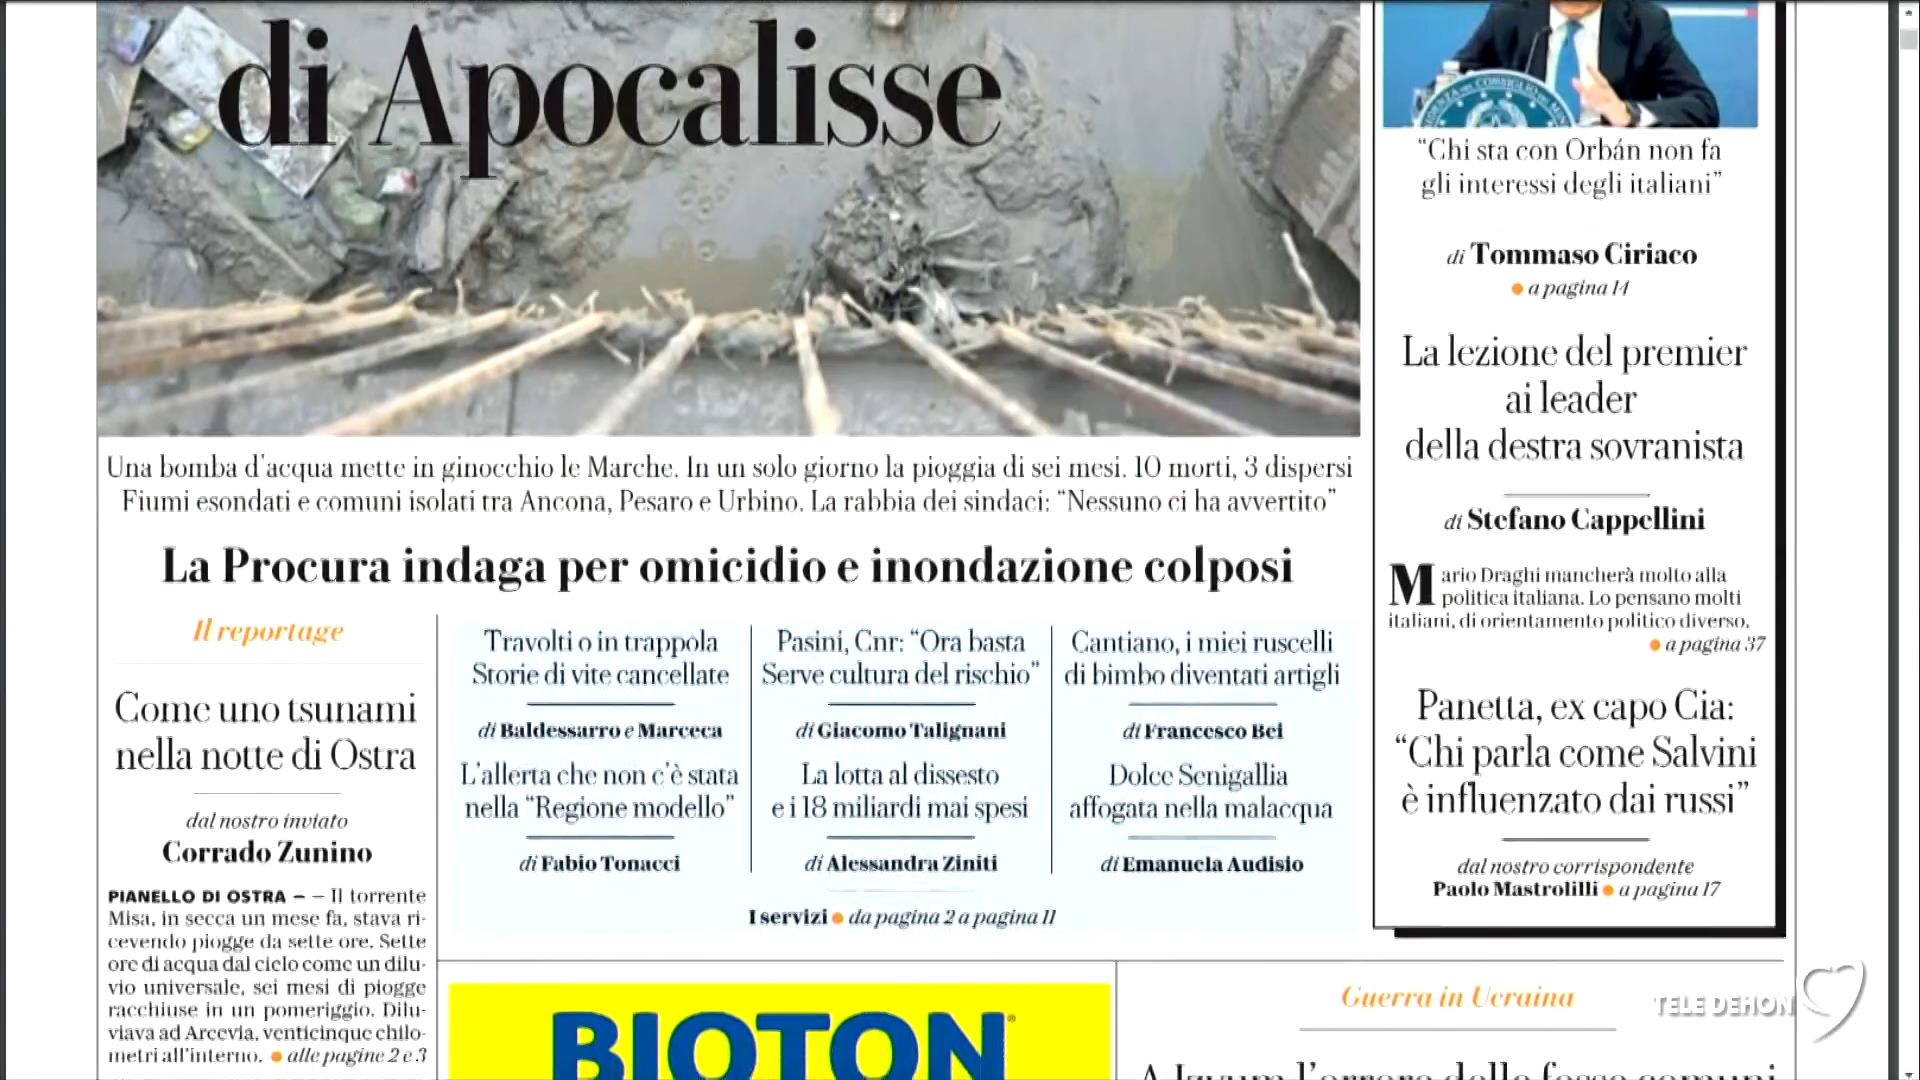 di Apocalisse
Una bomba d'acqua mette in ginocchio le Marche. In un solo giorno la pioggia di sei mesi. 10 morti, 3 dispersi
Fiumi esondati e comuni isolati tra Ancona, Pesaro e Urbino. La rabbia dei sindaci: “Nessuno ci ha avvertito”
La Procura indaga per omicidio e inondazione colposi
Il reportage
Come uno tsunami
nella notte di Ostra
dal nostro inviato
Corrado Zunino
PIANELLO DI OSTRA – – Il torrente
Misa, in secca un mese fa, stava ri-
cevendo piogge da sette ore. Sette
ore di acqua dal cielo come un dilu-
vio universale, sei mesi di piogge
racchiuse in un pomeriggio. Dilu-
viava ad Arcevia, venticinque chilo-
metri all'interno. ● alle pagine 2 e 3
Travolti o in trappola
Storie di vite cancellate
di Baldessarro e Marceca
L'allerta che non c'è stata
nella “Regione modello”
di Fabio Tonacci
Pasini, Cnr: “Ora basta
Serve cultura del rischio”
di Giacomo Talignani
La lotta al dissesto
e i 18 miliardi mai spesi
di Alessandra Ziniti
Cantiano, i miei ruscelli
di bimbo diventati artigli
di Francesco Bei
Dolce Senigallia
affogata nella malacqua
di Emanuela Audisio
I servizi ● da pagina 2 a pagina 11
BIOTON®
“Chi sta con Orbán non fa
gli interessi degli italiani”
di Tommaso Ciriaco
● a pagina 14
La lezione del premier
ai leader
della destra sovranista
di Stefano Cappellini
Mario Draghi mancherà molto alla
politica italiana. Lo pensano molti
italiani, di orientamento politico diverso.
● a pagina 37
Panetta, ex capo Cia:
“Chi parla come Salvini
è influenzato dai russi”
dal nostro corrispondente
Paolo Mastrolilli ● a pagina 17
Guerra in Ucraina
A Izyum l'orrore delle fosse comuni
TELE DEHON